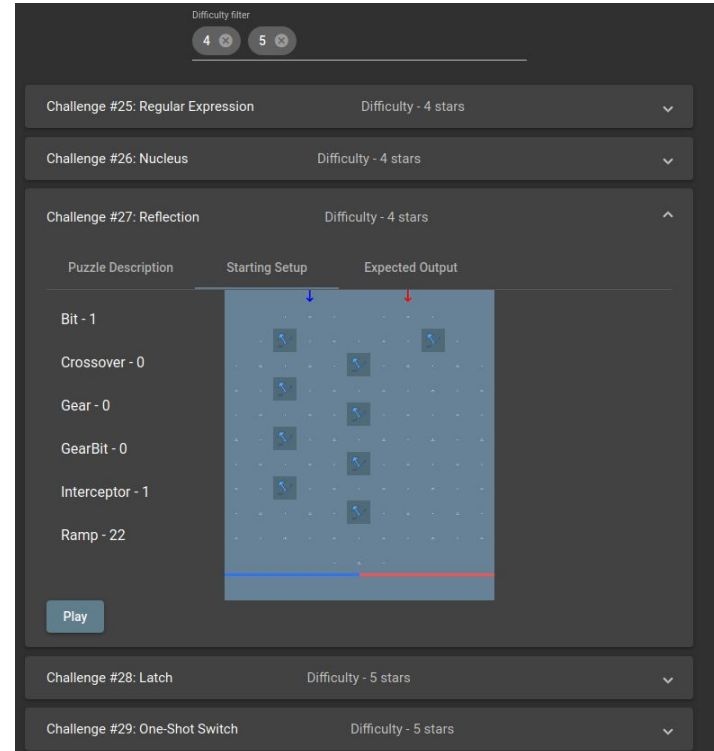 Difficulty filter
4 5
Challenge #25: Regular Expression Difficulty - 4 stars
Challenge #26: Nucleus Difficulty - 4 stars
Challenge #27: Reflection Difficulty - 4 stars
Puzzle Description Starting Setup Expected Output
Bit - 1
Crossover - 0
Gear - 0
GearBit - 0
Interceptor - 1
Ramp - 22
Play
Challenge #28: Latch Difficulty - 5 stars
Challenge #29: One-Shot Switch Difficulty - 5 stars